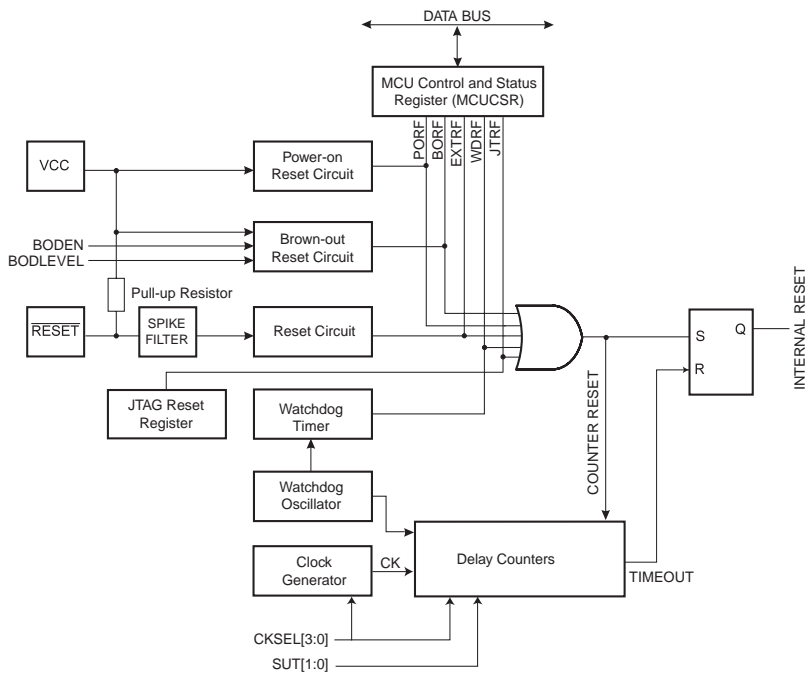 DATA BUS
MCU Control and Status
Register (MCUCSR)
PORF
BORF
EXTRF
WDRF
JTRF
VCC
Power-on
Reset Circuit
BODEN
BODLEVEL
Brown-out
Reset Circuit
Pull-up Resistor
RESET
SPIKE
FILTER
Reset Circuit
JTAG Reset
Register
Watchdog
Timer
Watchdog
Oscillator
Clock
Generator
CK
Delay Counters
CKSEL[3:0]
SUT[1:0]
COUNTER RESET
TIMEOUT
S
R
Q
INTERNAL RESET